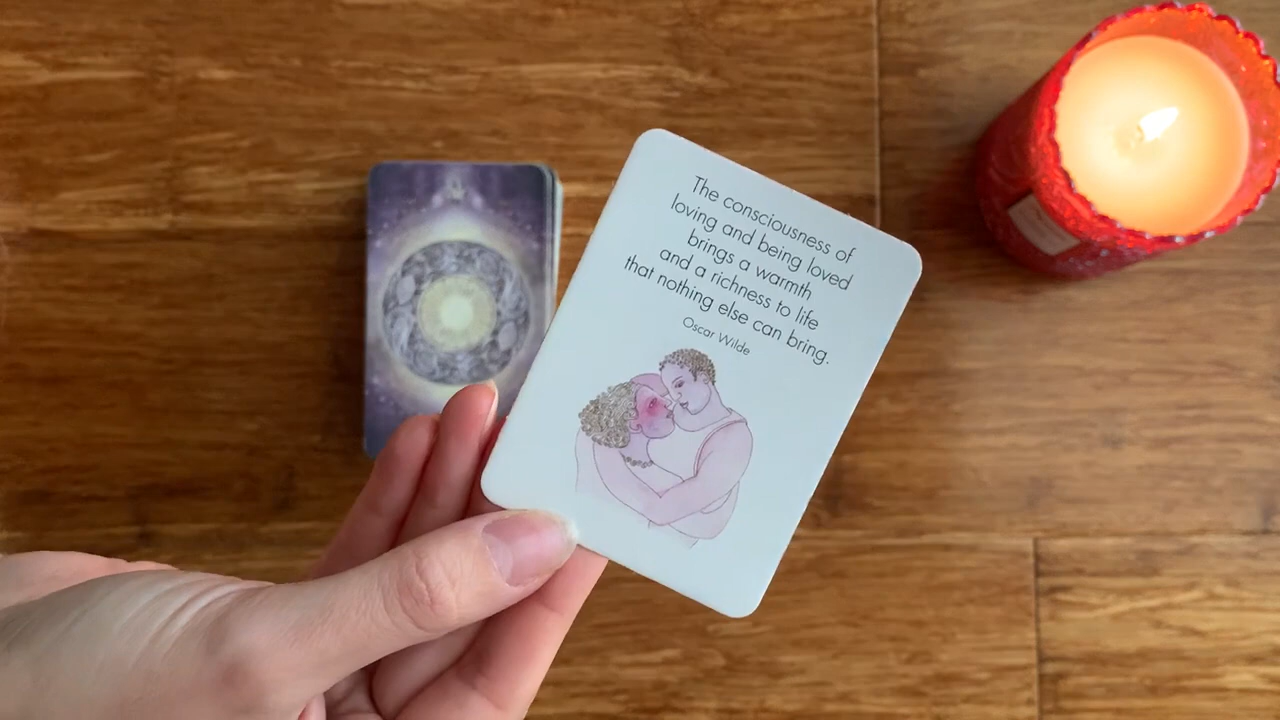 The consciousness of
loving and being loved
brings a warmth
and a richness to life
that nothing else can bring.
Oscar Wilde